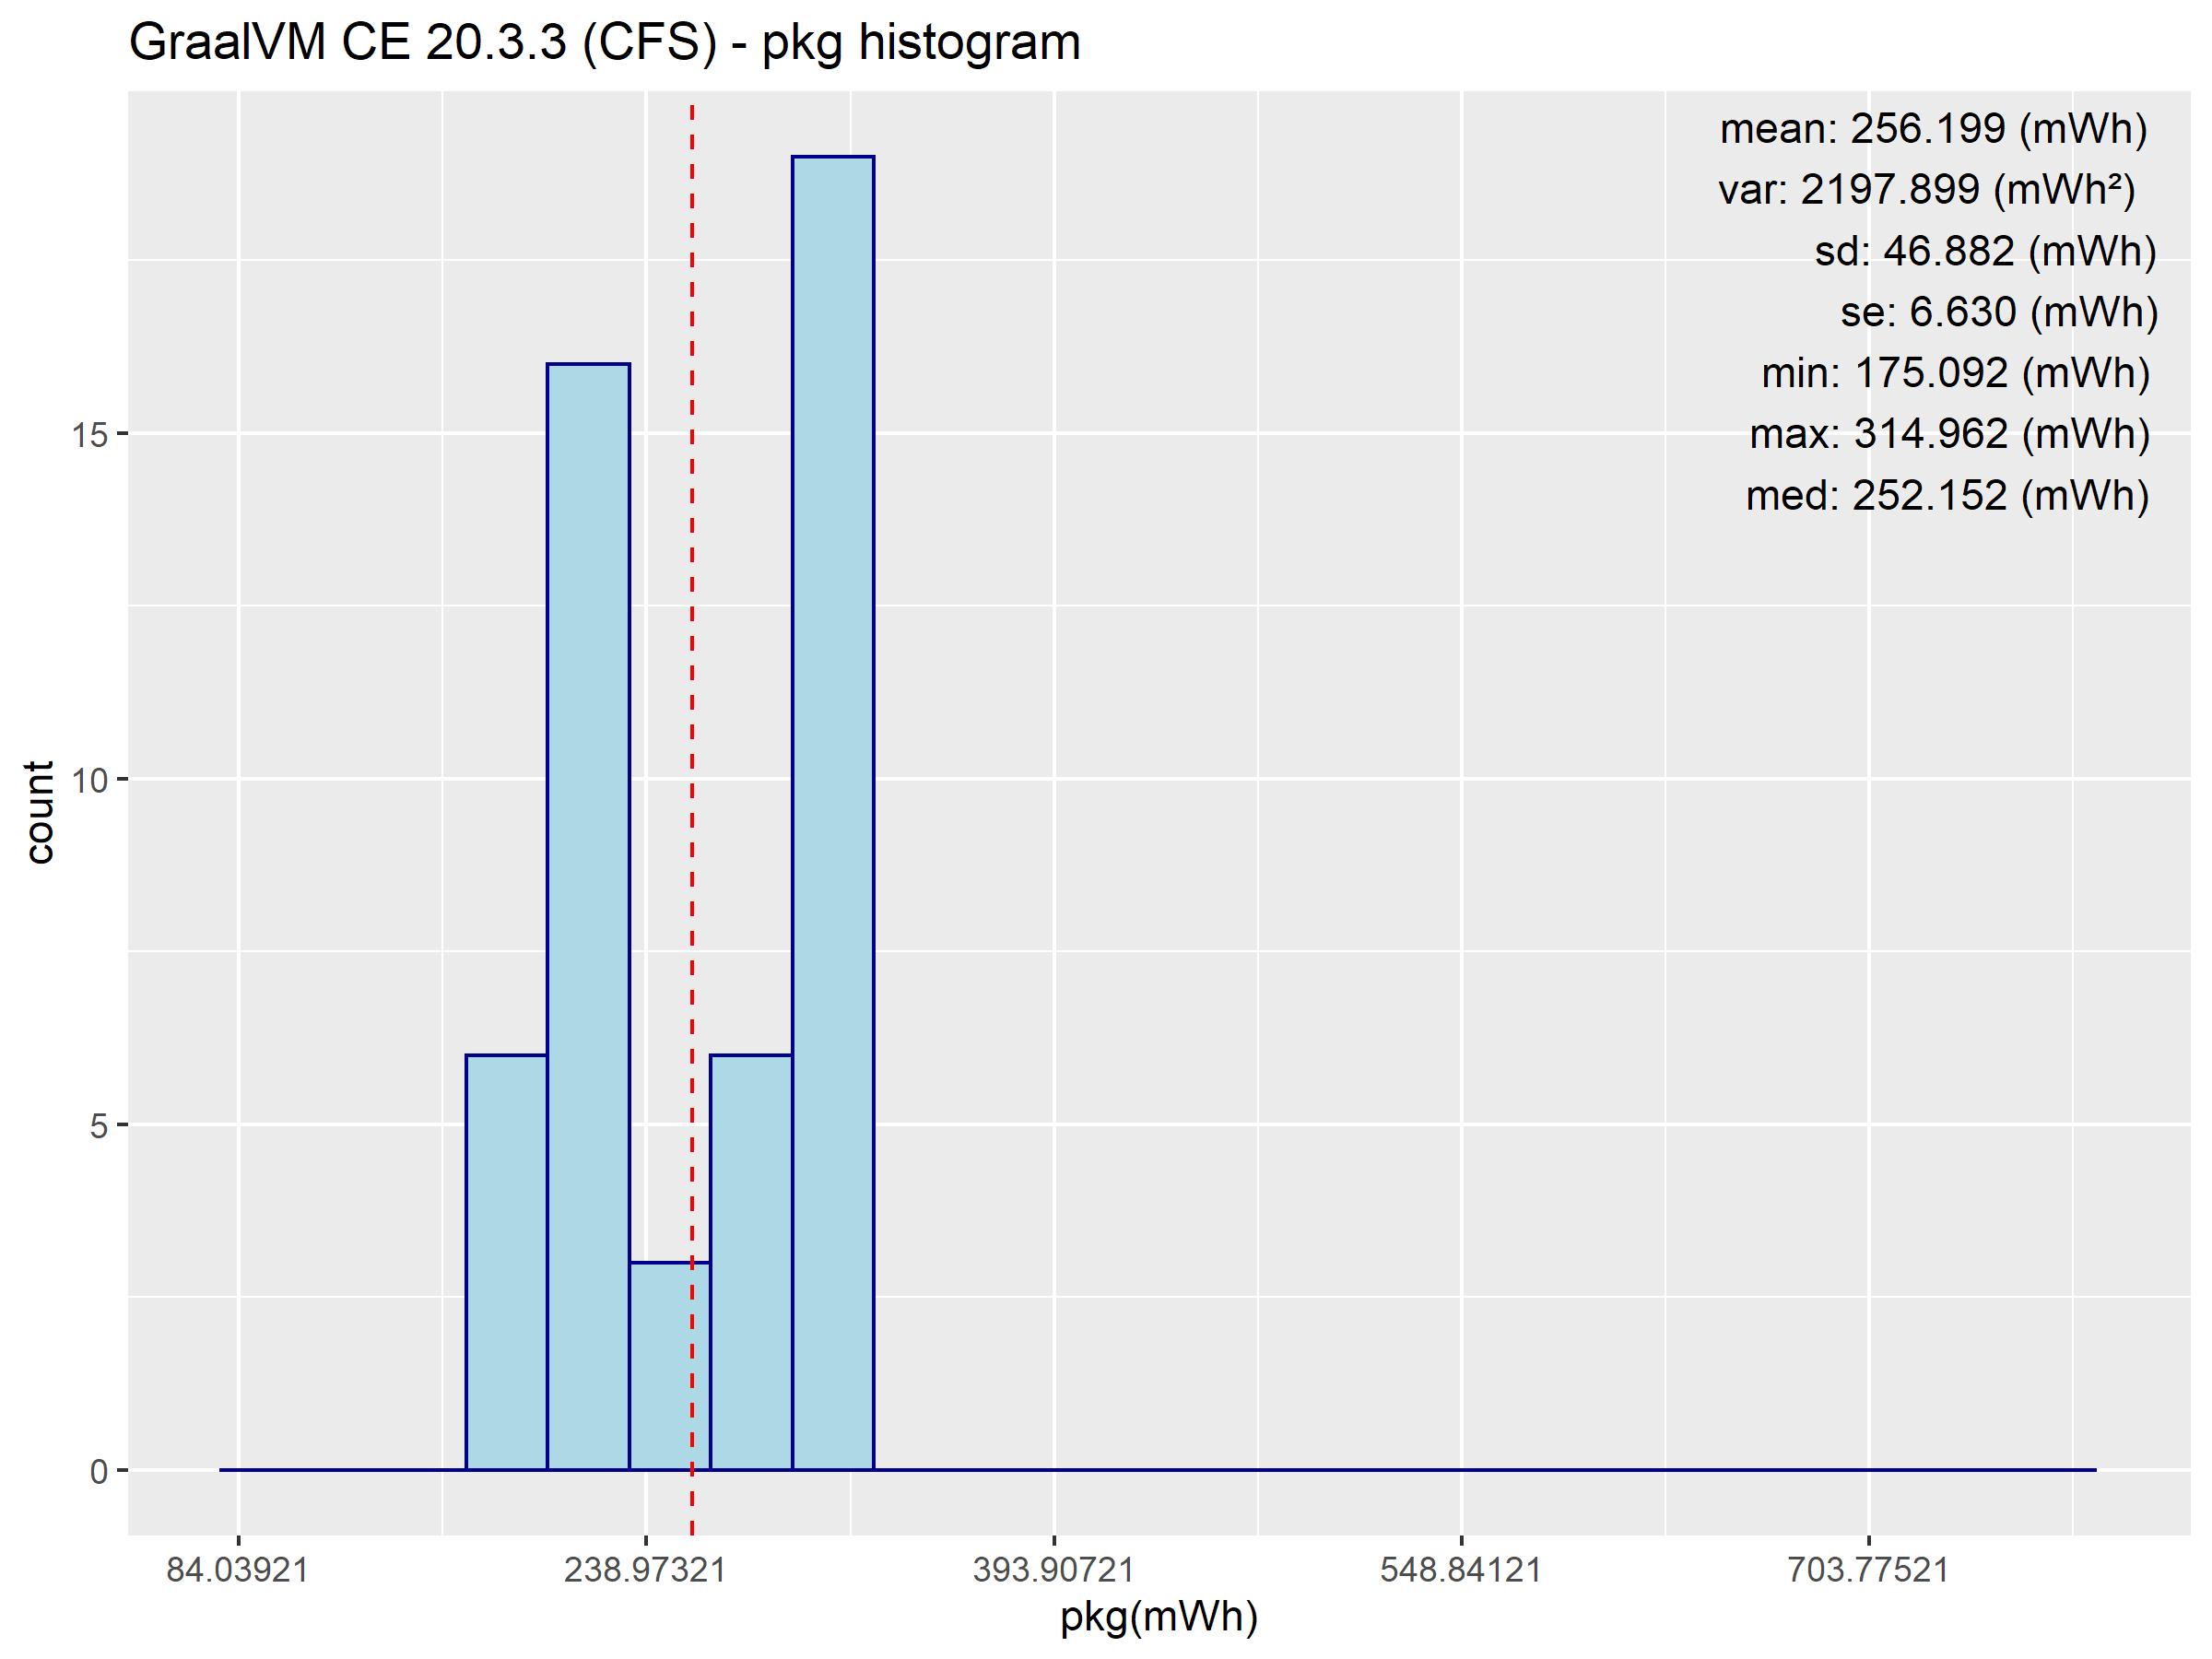 GraalVM CE 20.3.3 (CFS) - pkg histogram
mean: 256.199 (mWh)
var: 2197.899 (mWh²)
sd: 46.882 (mWh)
se: 6.630 (mWh)
min: 175.092 (mWh)
max: 314.962 (mWh)
med: 252.152 (mWh)
15
10
5
0
count
84.03921 238.97321 393.90721 548.84121 703.77521
pkg(mWh)